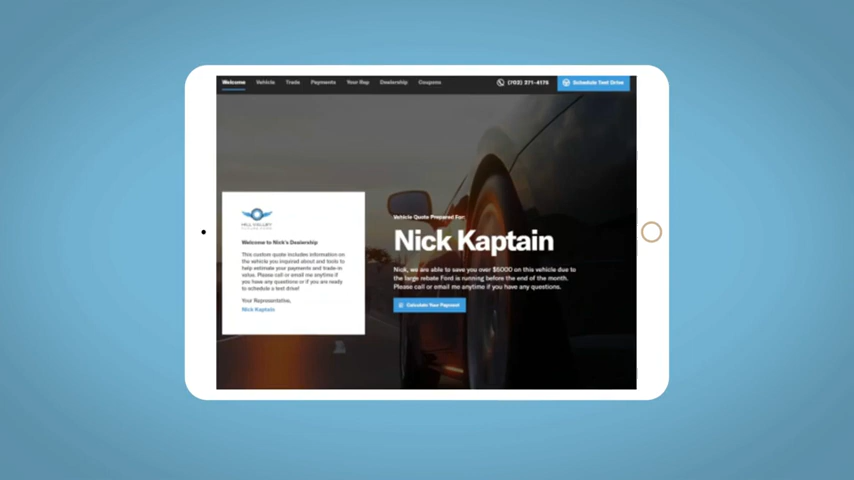 Welcome Vehicle Trade Payments Your Rep Dealership Coupons (702) 271-4176 Schedule Test Drive
HILL VALLEY
Welcome to Nick's Dealership
This custom quote includes information on
the vehicle you inquired about and tools to
help estimate your payments and trade-in
value. Please call or email me anytime if
you have any questions or if you are ready
to schedule a test drive!
Your Representative,
Nick Kaptain
Vehicle Quote Prepared For:
Nick Kaptain
Nick, we are able to save you over $6000 on this vehicle due to
the large rebate Ford is running before the end of the month.
Please call or email me anytime if you have any questions.
Calculate Your Payment